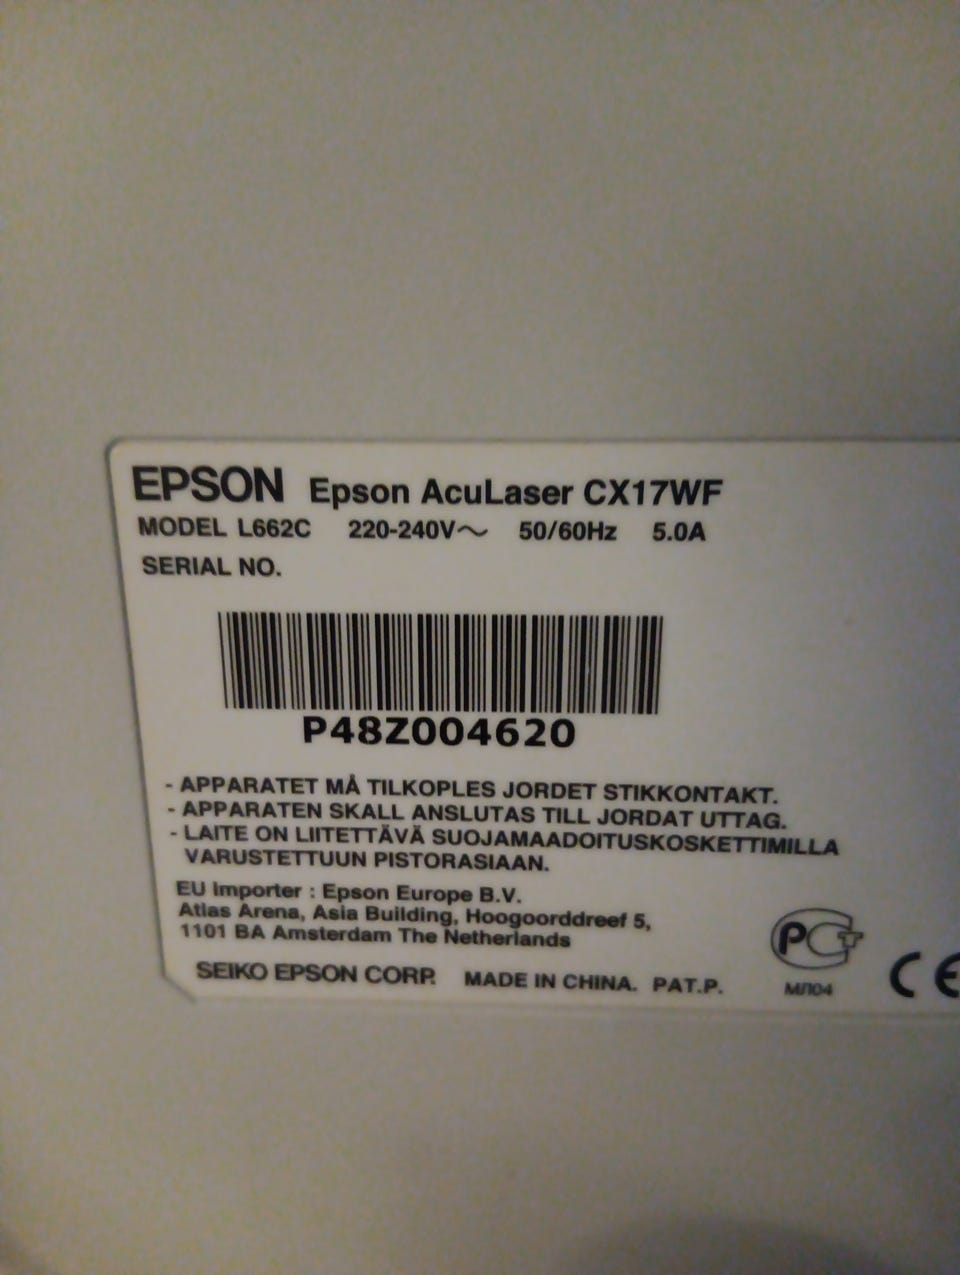 EPSON Epson AcuLaser CX17WF
MODEL L662C 220-240V~ 50/60Hz 5.0A
SERIAL NO.
P48Z004620
- APPARATET MÅ TILKOPLES JORDET STIKKONTAKT.
- APPARATEN SKALL ANSLUTAS TILL JORDAT UTTAG.
- LAITE ON LIITETTÄVÄ SUOJAMAADOITUSKOSKETTIMILLA
VARUSTETTUUN PISTORASIAAN.
EU Importer : Epson Europe B.V.
Atlas Arena, Asia Building, Hoogoorddreef 5,
1101 BA Amsterdam The Netherlands
SEIKO EPSON CORP. MADE IN CHINA. PAT.P.
РСТ
МЛ04
CE